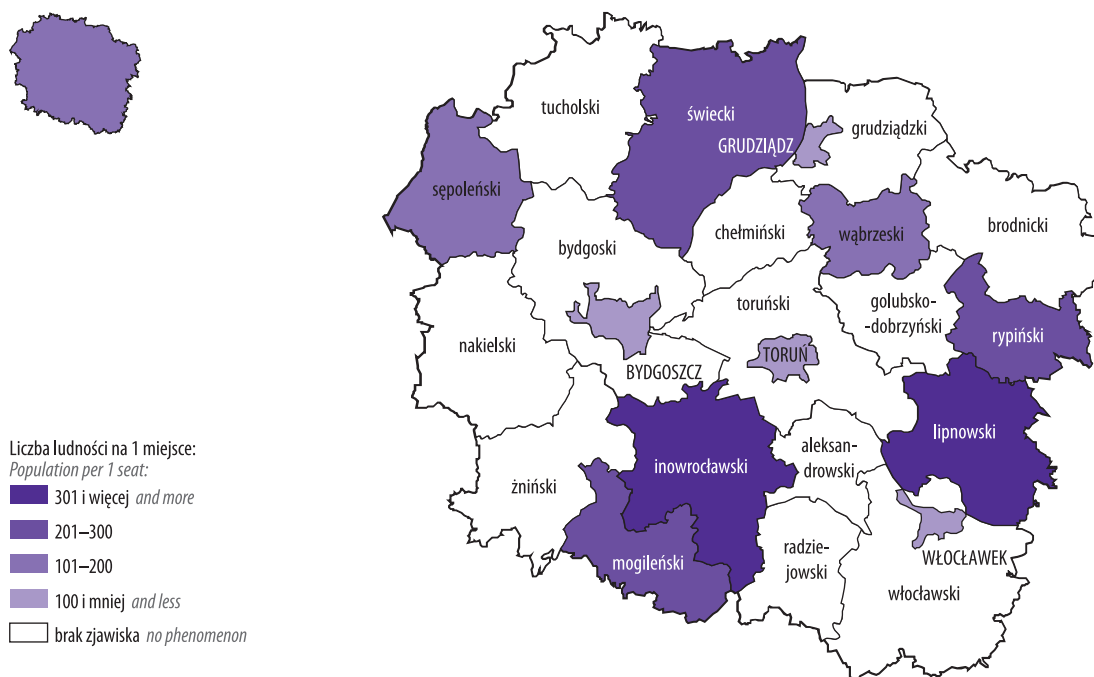 tucholski
świecki
GRUDZIĄDZ
grudziądzki
sępoleński
chełmiński
wąbrzeski
brodnicki
bydgoski
toruński
golubsko-
-dobrzyński
rypiński
nakielski
BYDGOSZCZ
TORUŃ
lipnowski
aleksan-
drowski
inowrocławski
żniński
mogileński
radzie-
jowski
WŁOCŁAWEK
włocławski
Liczba ludności na 1 miejsce:
Population per 1 seat:
301 i więcej and more
201–300
101–200
100 i mniej and less
brak zjawiska no phenomenon